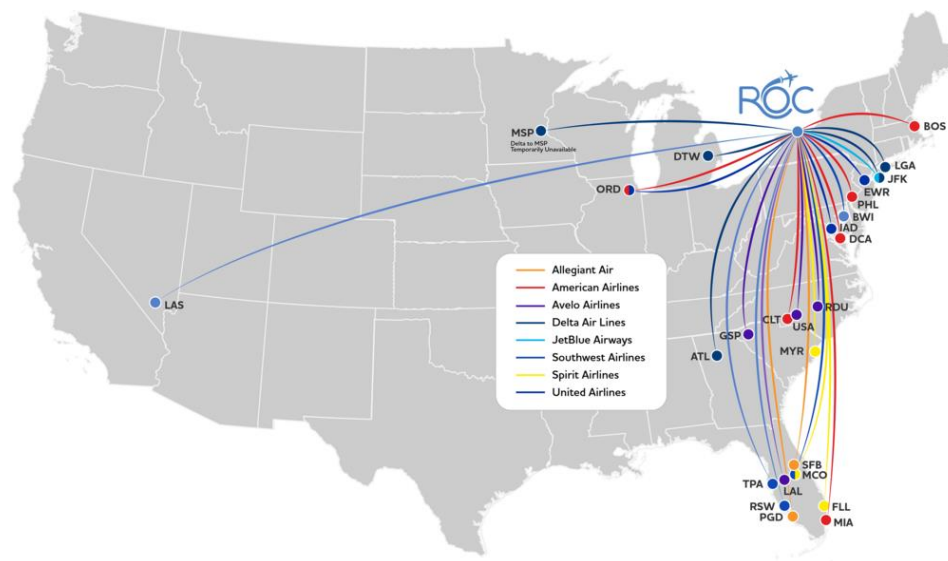 ROC
BOS
MSP
Delta to MSP
Temporarily Unavailable
DTW
LGA
JFK
ORD
EWR
PHL
BWI
IAD
DCA
LAS
Allegiant Air
American Airlines
Avelo Airlines
Delta Air Lines
JetBlue Airways
Southwest Airlines
Spirit Airlines
United Airlines
RDU
CLT
USA
GSP
MYR
ATL
SFB
MCO
TPA
LAL
RSW
FLL
PGD
MIA